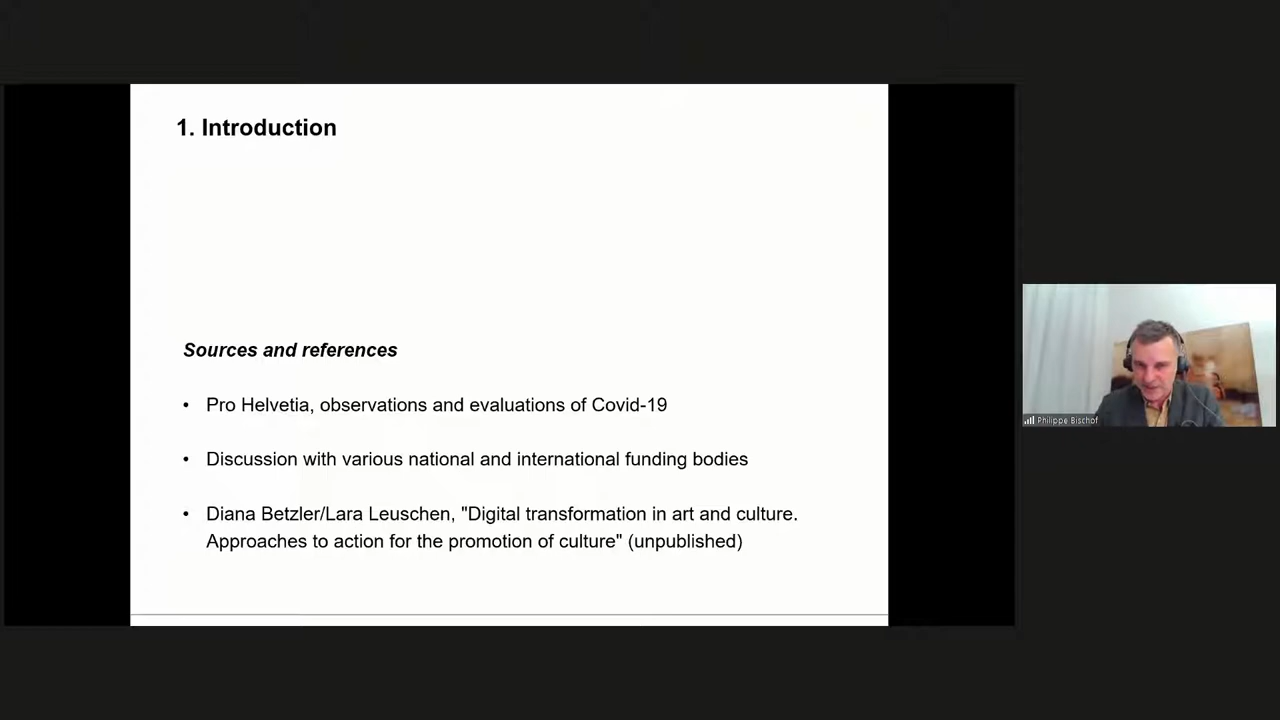 1. Introduction
Sources and references
• Pro Helvetia, observations and evaluations of Covid-19
• Discussion with various national and international funding bodies
• Diana Betzler/Lara Leuschen, "Digital transformation in art and culture.
Approaches to action for the promotion of culture" (unpublished)
Philippe Bischof